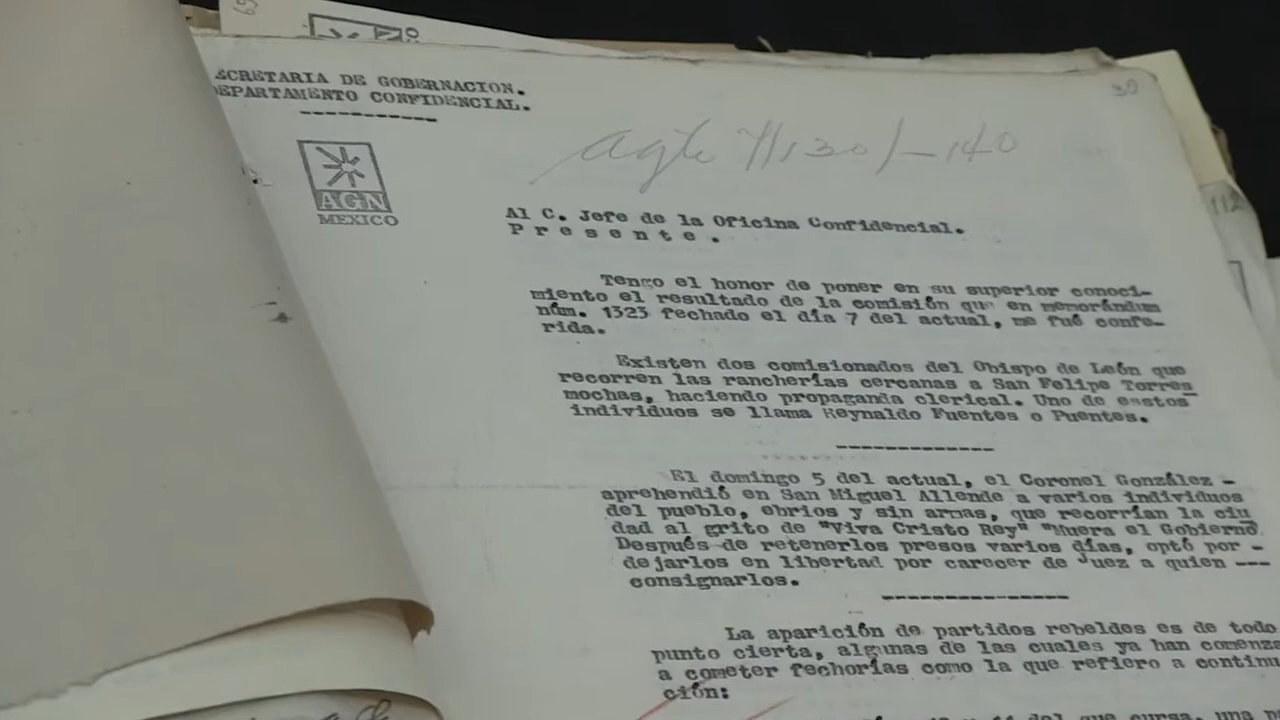 SECRETARIA DE GOBERNACION.
DEPARTAMENTO CONFIDENCIAL.
30
AGN
MEXICO
Al C. Jefe de la Oficina Confidencial.
P r e s e n t e .
Tengo el honor de poner en su superior conoci-
miento el resultado de la comisión que en memorándum
núm. 1323 fechado el día 7 del actual, me fué confe-
rida.
Existen dos comisionados del Obispo de León que
recorren las rancherías cercanas a San Felipe Torres
mochas, haciendo propaganda clerical. Uno de esstos
individuos se llama Reynaldo Fuentes o Puentes.
El domingo 5 del actual, el Coronel González -
aprehendió en San Miguel Allende a varios individuos
del pueblo, ebrios y sin armas, que recorrían la ciu
dad al grito de "Viva Cristo Rey" "Muera el Gobierno
Después de retenerlos presos varios días, optó por -
dejarlos en libertad por carecer de Juez a quien ---
consignarlos.
La aparición de partidos rebeldes es de todo
punto cierta, algunas de las cuales ya han comenza
a cometer fechorías como la que refiero a continu
ción: